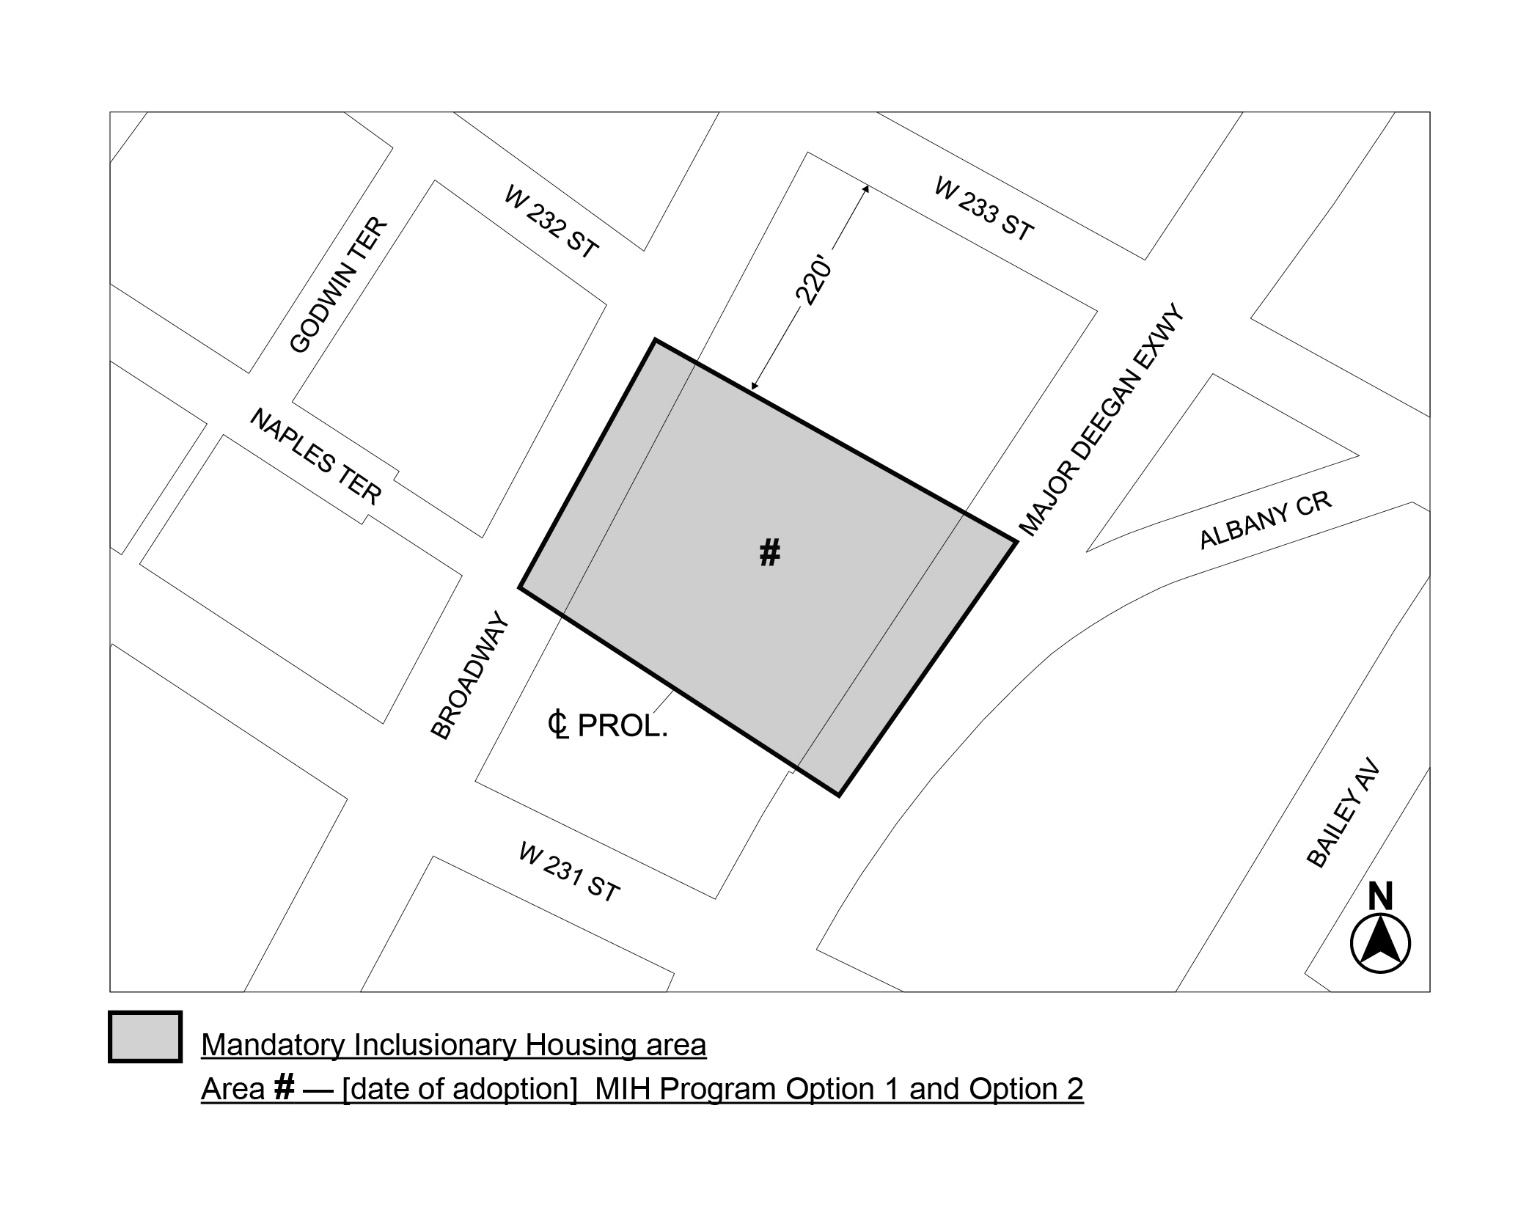 W 232 ST
W 233 ST
GODWIN TER
220'
MAJOR DEEGAN EXWY
NAPLES TER
ALBANY CR
#
BROADWAY
℄ PROL.
BAILEY AV
W 231 ST
N
Mandatory Inclusionary Housing area
Area # — [date of adoption] MIH Program Option 1 and Option 2